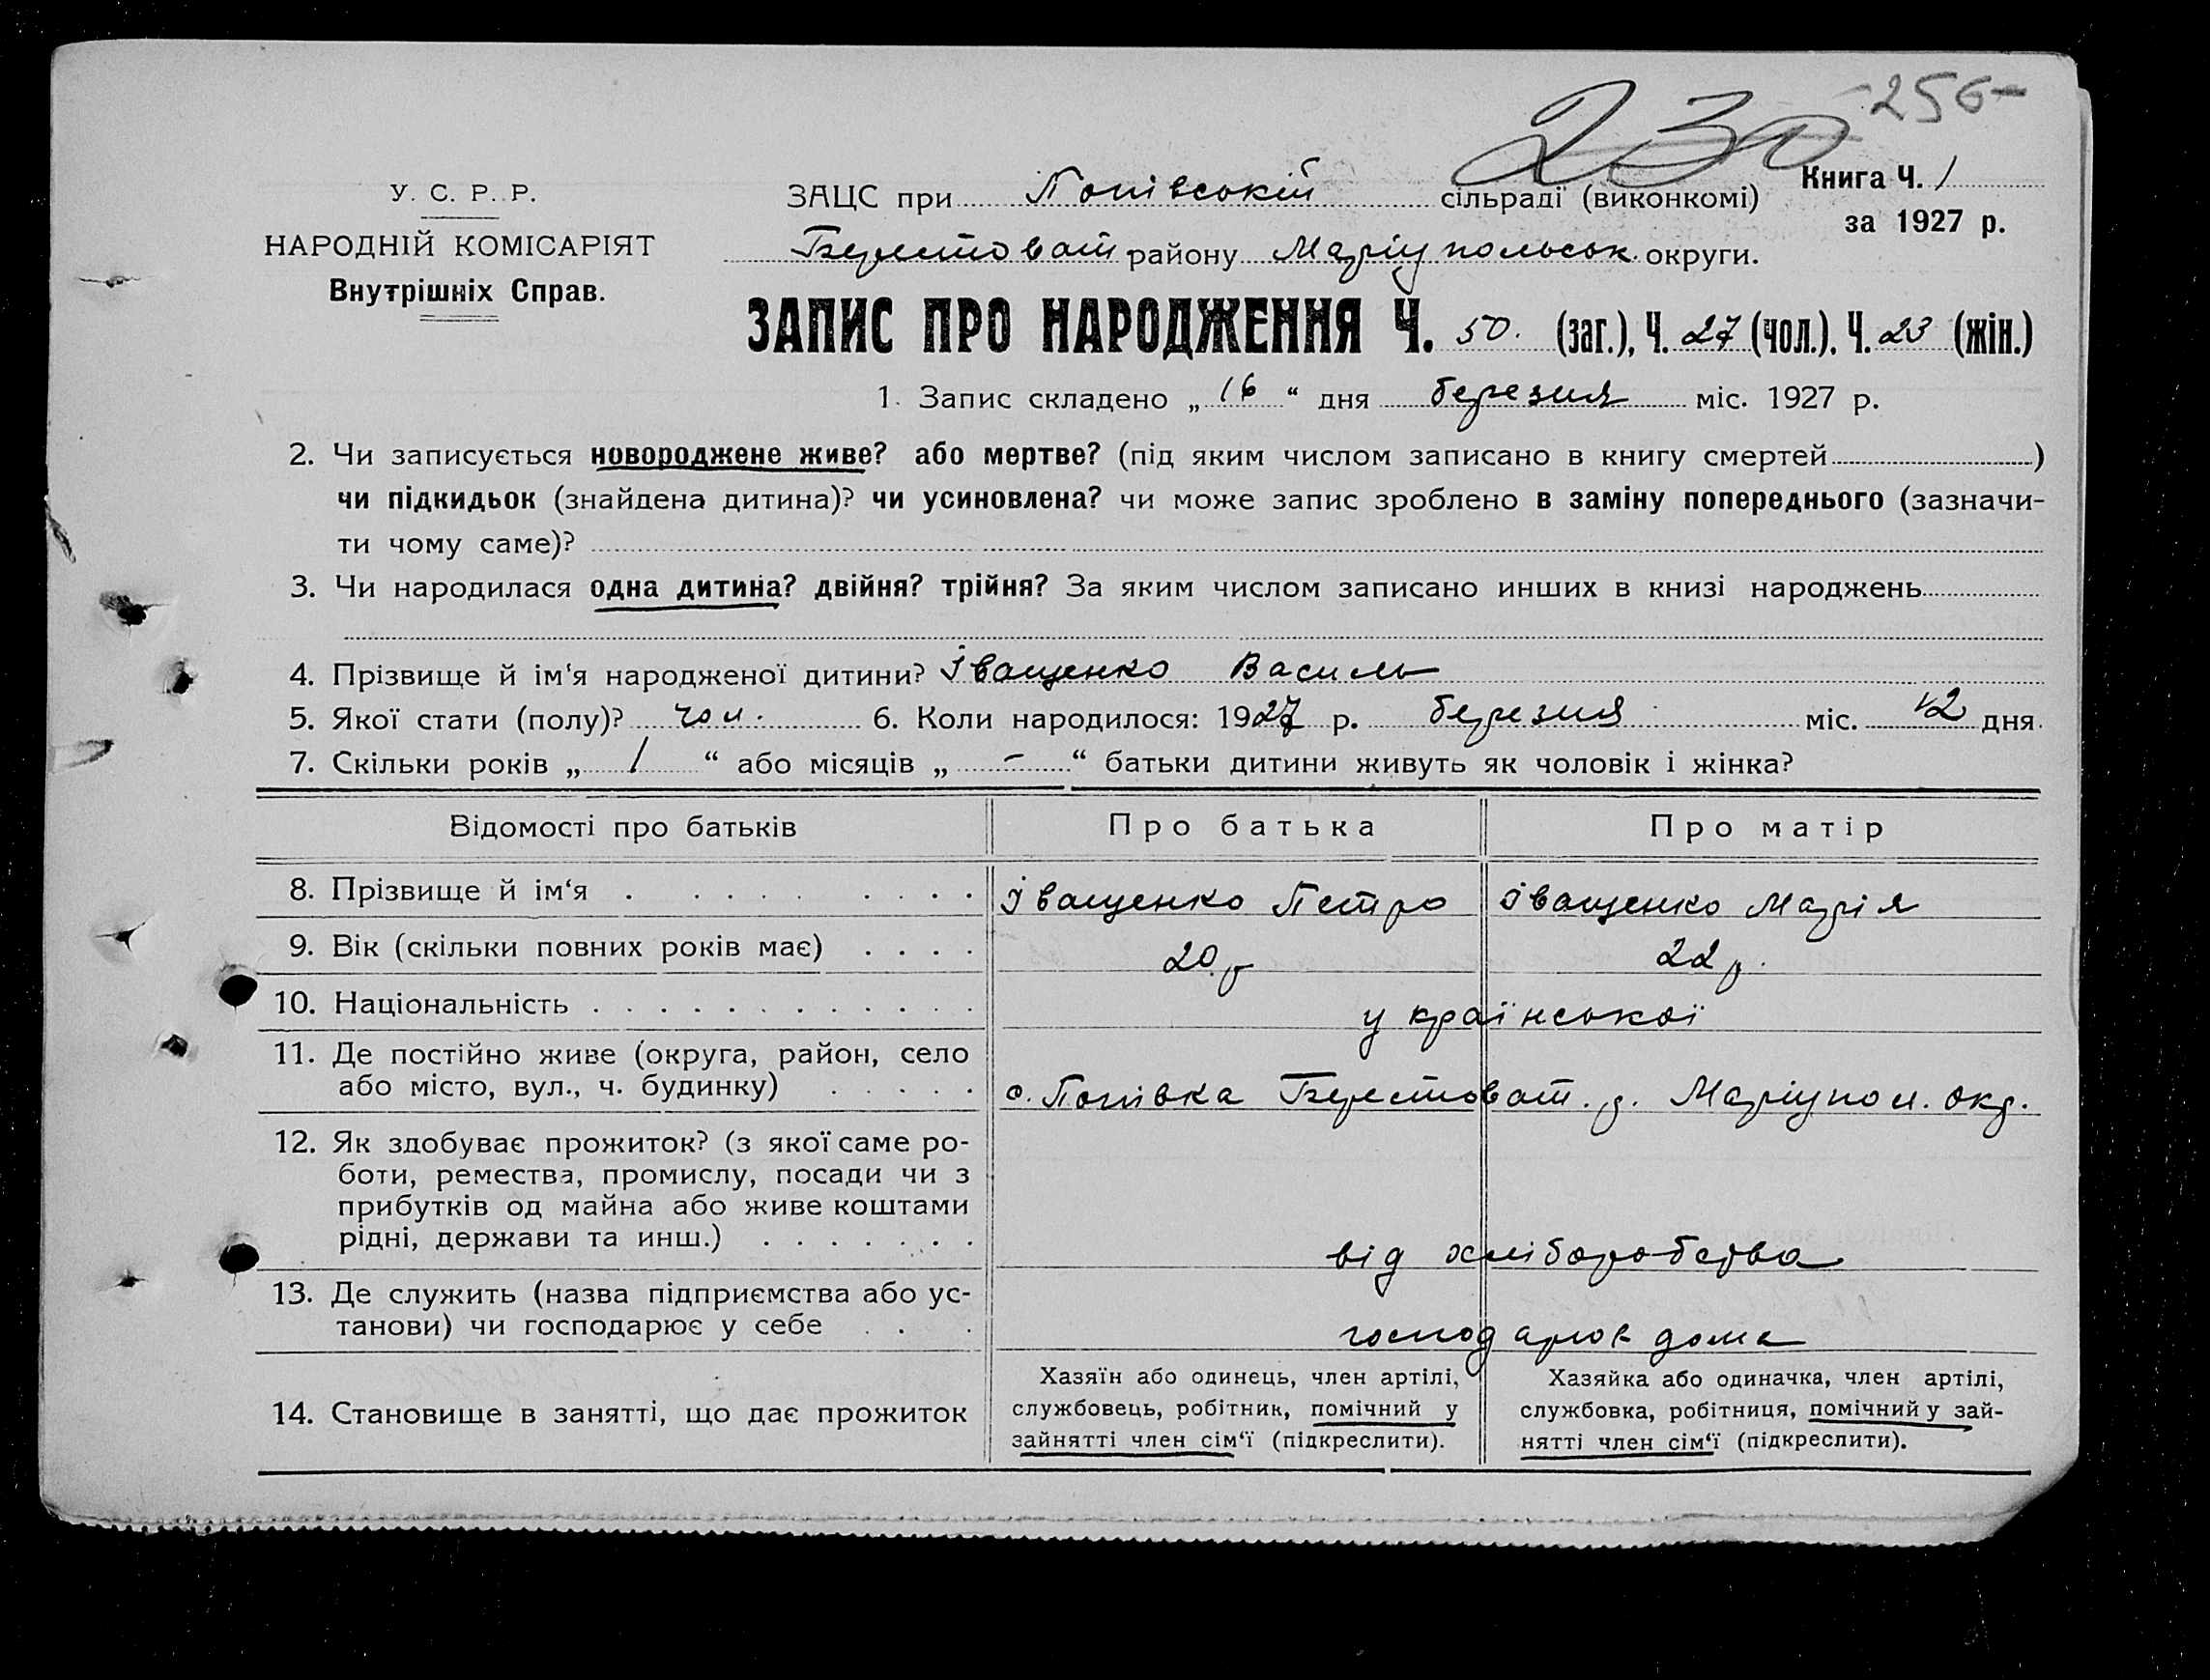 230 -256-
У. С. Р. Р.
НАРОДНІЙ КОМІСАРІЯТ
Внутрішніх Справ.
ЗАЦС при Попівській сільраді (виконкомі)
Книга Ч. 1
за 1927 р.
Берестоват району Маріупольськ. округи.
ЗАПИС ПРО НАРОДЖЕННЯ Ч. 50. (заг.), Ч. 27 (чол.), Ч. 23 (жін.)
1. Запис складено „ 16 “ дня березня міс. 1927 р.
2. Чи записується новороджене живе? або мертве? (під яким числом записано в книгу смертей )
чи підкидьок (знайдена дитина)? чи усиновлена? чи може запис зроблено в заміну попереднього (зазначи-
ти чому саме)?
3. Чи народилася одна дитина? двійня? трійня? За яким числом записано инших в книзі народжень
4. Прізвище й ім‘я народженої дитини? Іващенко Василь
5. Якої стати (полу)? чол. 6. Коли народилося: 1927 р. березня міс. 12 дня.
7. Скільки років „ 1 “ або місяців „ - “ батьки дитини живуть як чоловік і жінка?
Відомості про батьків Про батька Про матір
8. Прізвище й ім‘я Іващенко Петро Іващенко Марія
9. Вік (скільки повних років має) 20 р 22 р.
10. Національність української
11. Де постійно живе (округа, район, село
або місто, вул., ч. будинку) с. Попівка Берестоват. р. Маріупол. окр.
12. Як здобуває прожиток? (з якої саме ро-
боти, ремества, промислу, посади чи з
прибутків од майна або живе коштами
рідні, держави та инш.) від хліборобства
13. Де служить (назва підприємства або ус-
танови) чи господарює у себе господарює дома
14. Становище в занятті, що дає прожиток
Хазяїн або одинець, член артілі,
службовець, робітник, помічний у
зайнятті член сім‘ї (підкреслити).
Хазяйка або одиначка, член артілі,
службовка, робітниця, помічний у зай-
нятті член сім‘ї (підкреслити).